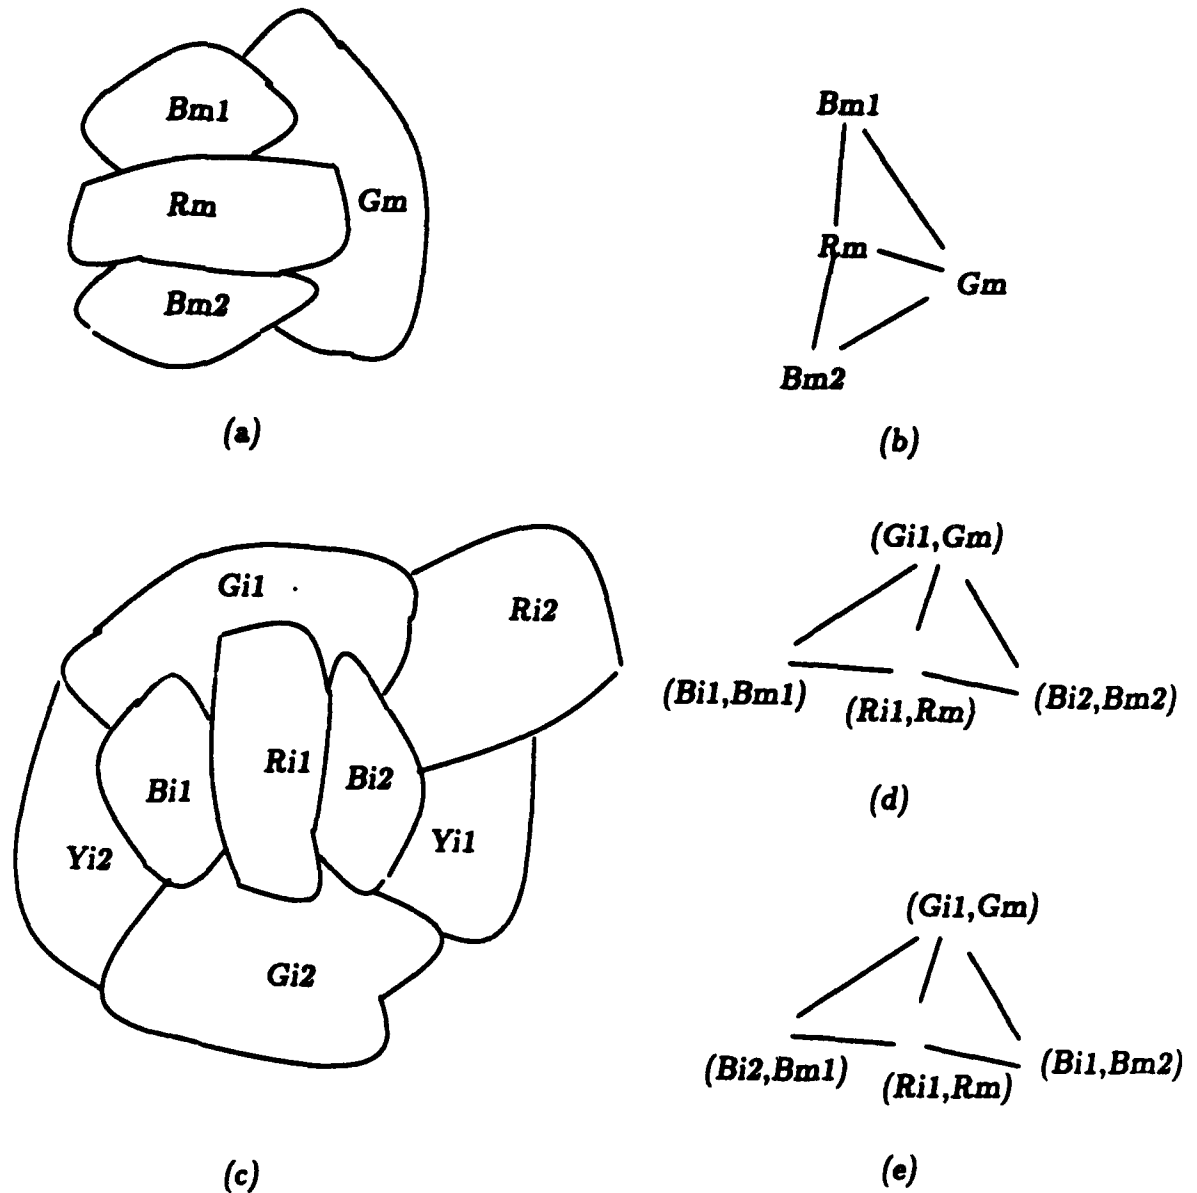 Bm1
Rm
Gm
Bm2
(a)
Bm1
Rm
Gm
Bm2
(b)
Gi1
Ri2
Ri1
Bi1
Bi2
Yi2
Yi1
Gi2
(c)
(Gi1,Gm)
(Bi1,Bm1)
(Ri1,Rm)
(Bi2,Bm2)
(d)
(Gi1,Gm)
(Bi2,Bm1)
(Ri1,Rm)
(Bi1,Bm2)
(e)